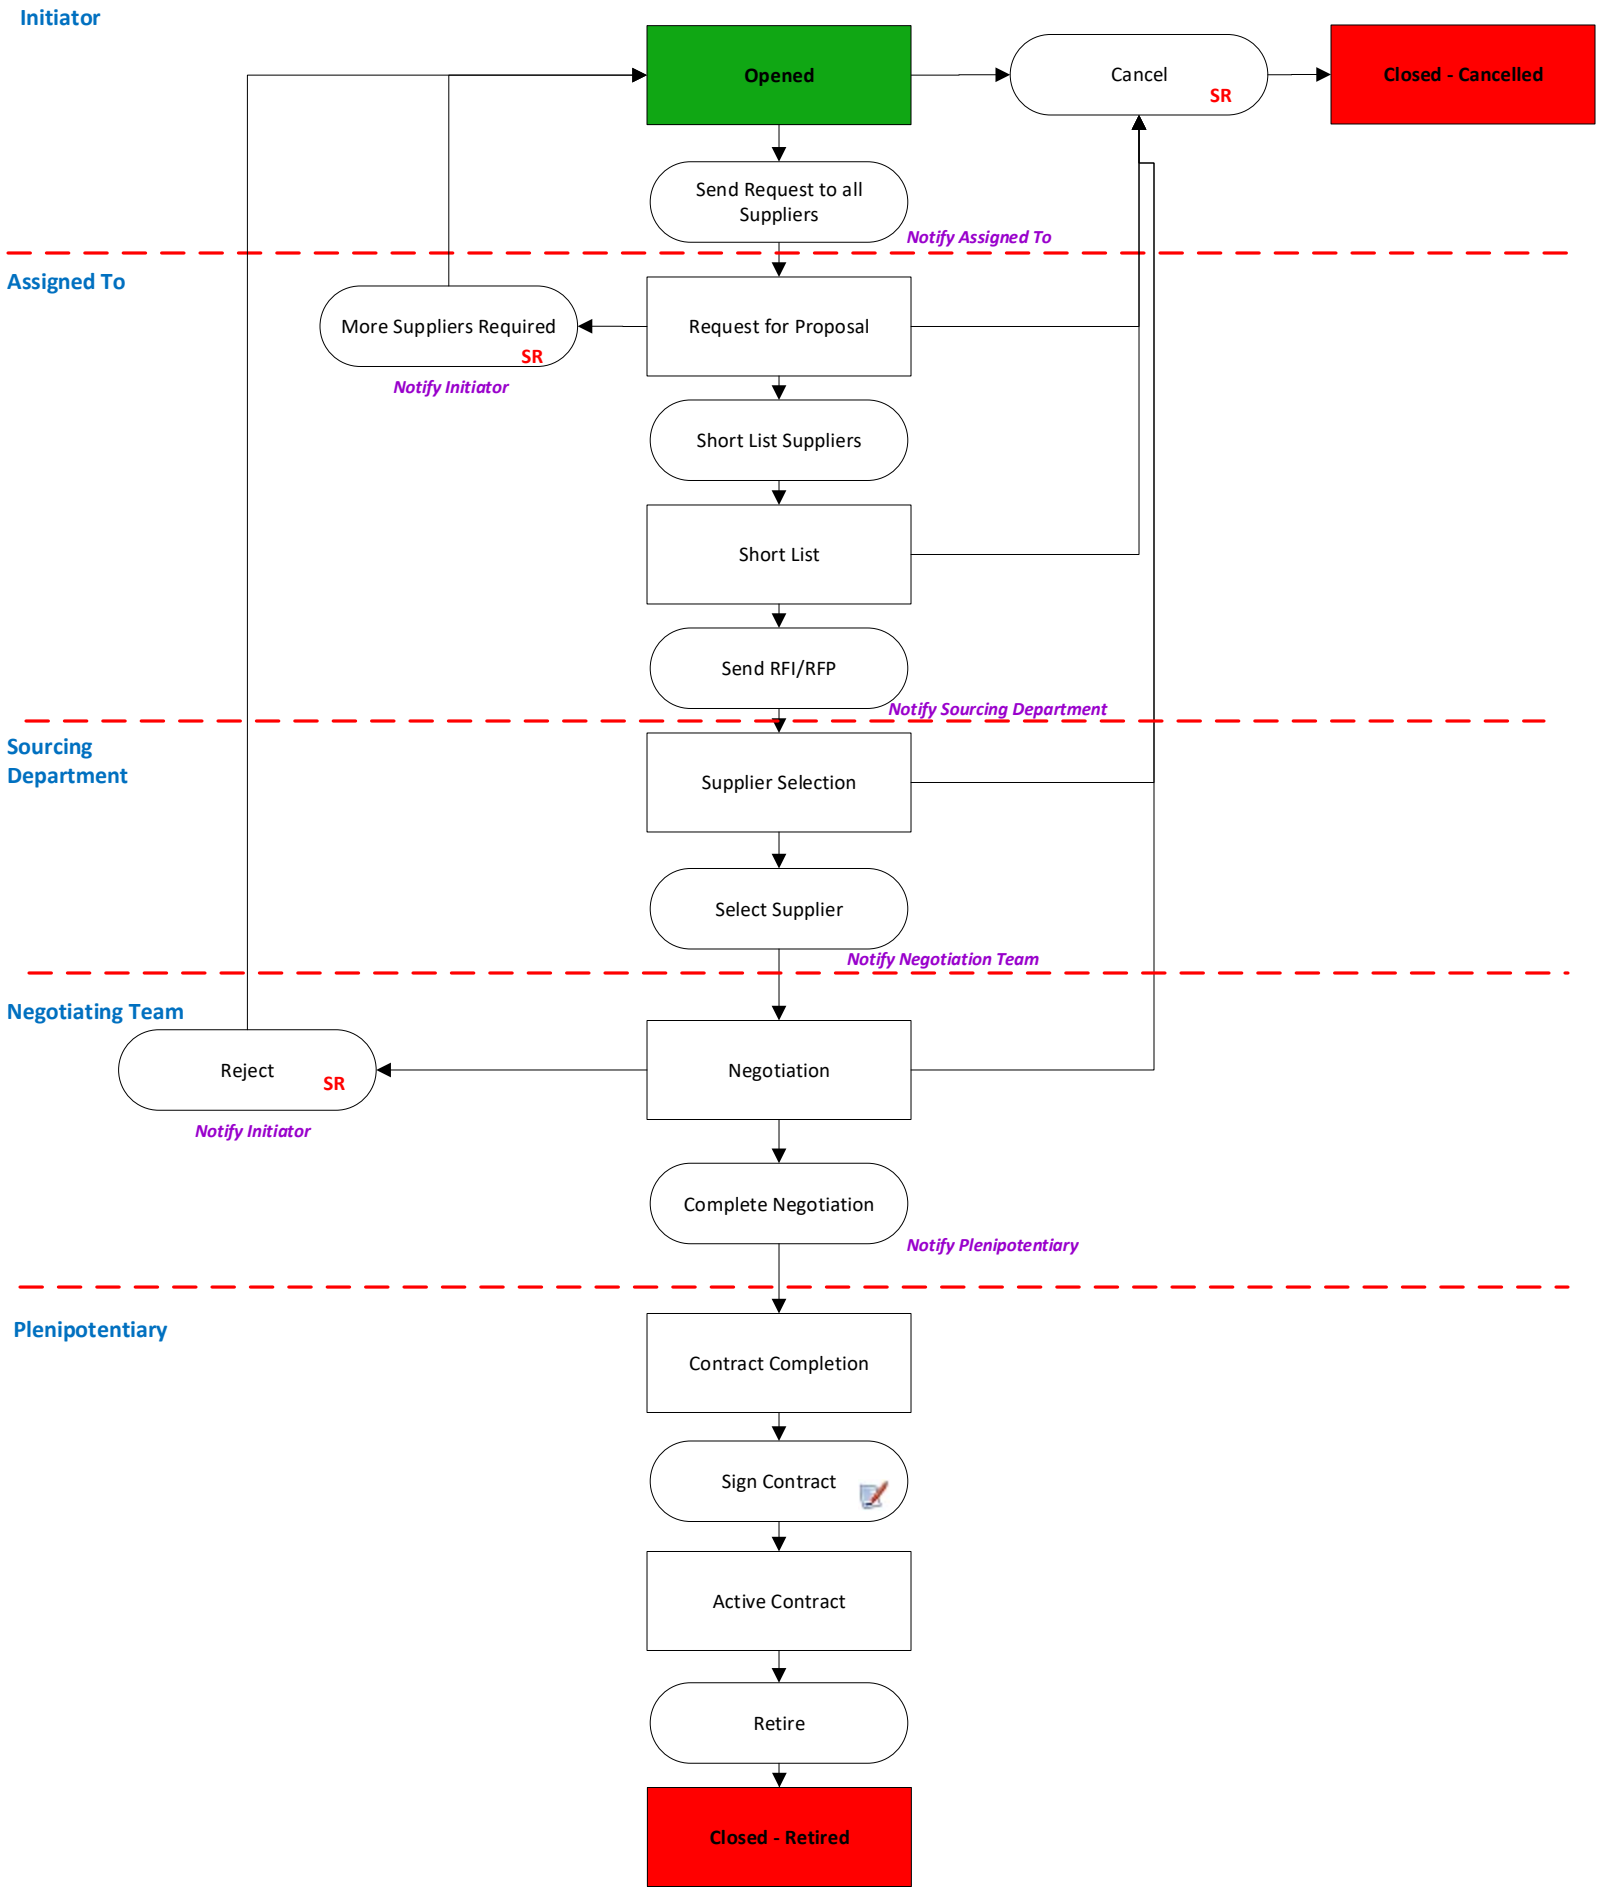 Initiator
Opened
Cancel
SR
Closed - Cancelled
Send Request to all
Suppliers
Notify Assigned To
Assigned To
More Suppliers Required
SR
Notify Initiator
Request for Proposal
Short List Suppliers
Short List
Send RFI/RFP
Notify Sourcing Department
Sourcing
Department
Supplier Selection
Select Supplier
Notify Negotiation Team
Negotiating Team
Reject
SR
Notify Initiator
Negotiation
Complete Negotiation
Notify Plenipotentiary
Plenipotentiary
Contract Completion
Sign Contract
Active Contract
Retire
Closed - Retired